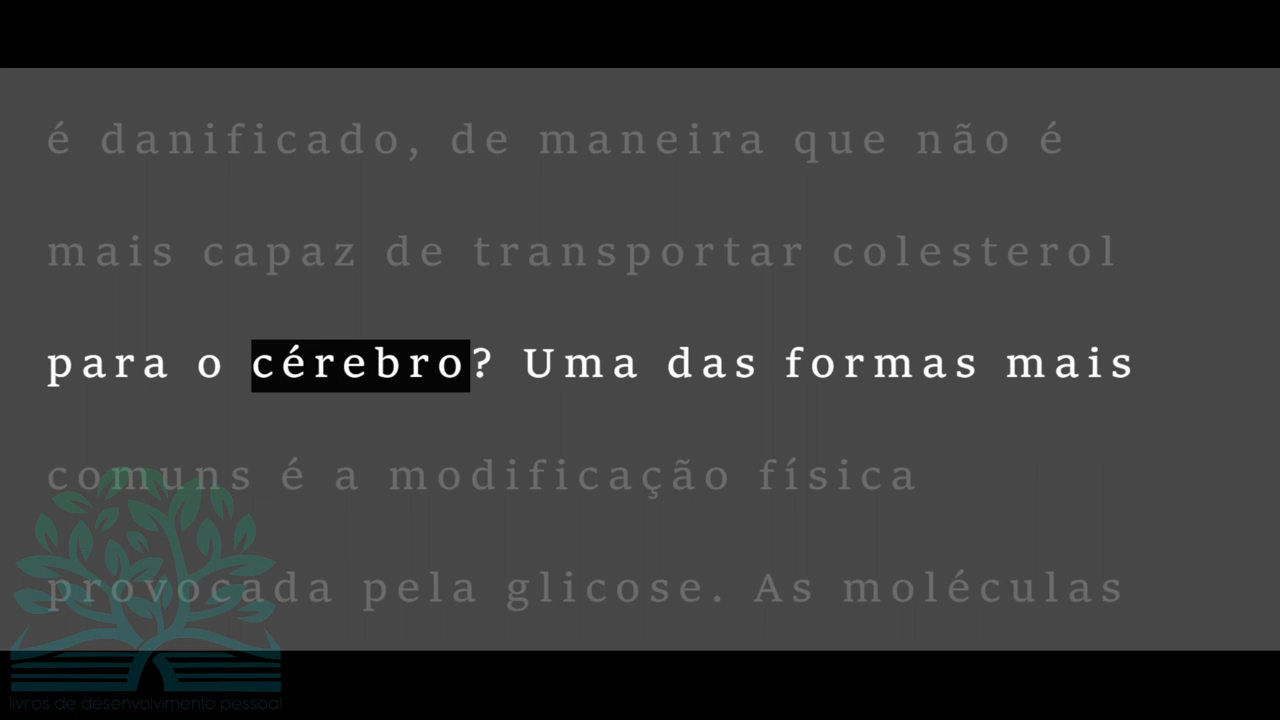 é danificado, de maneira que não é
mais capaz de transportar colesterol
para o cérebro? Uma das formas mais
comuns é a modificação física
provocada pela glicose. As moléculas
livros de desenvolvimento pessoal